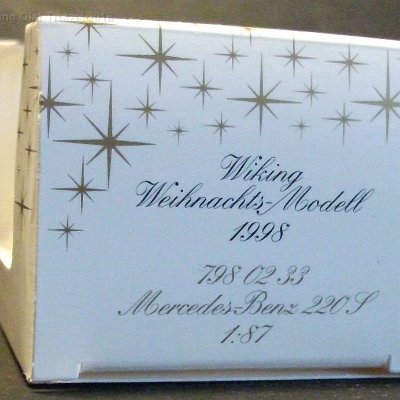 Wiking
Weihnachts-Modell
1998
798 02 33
Mercedes-Benz 220 S
1:87